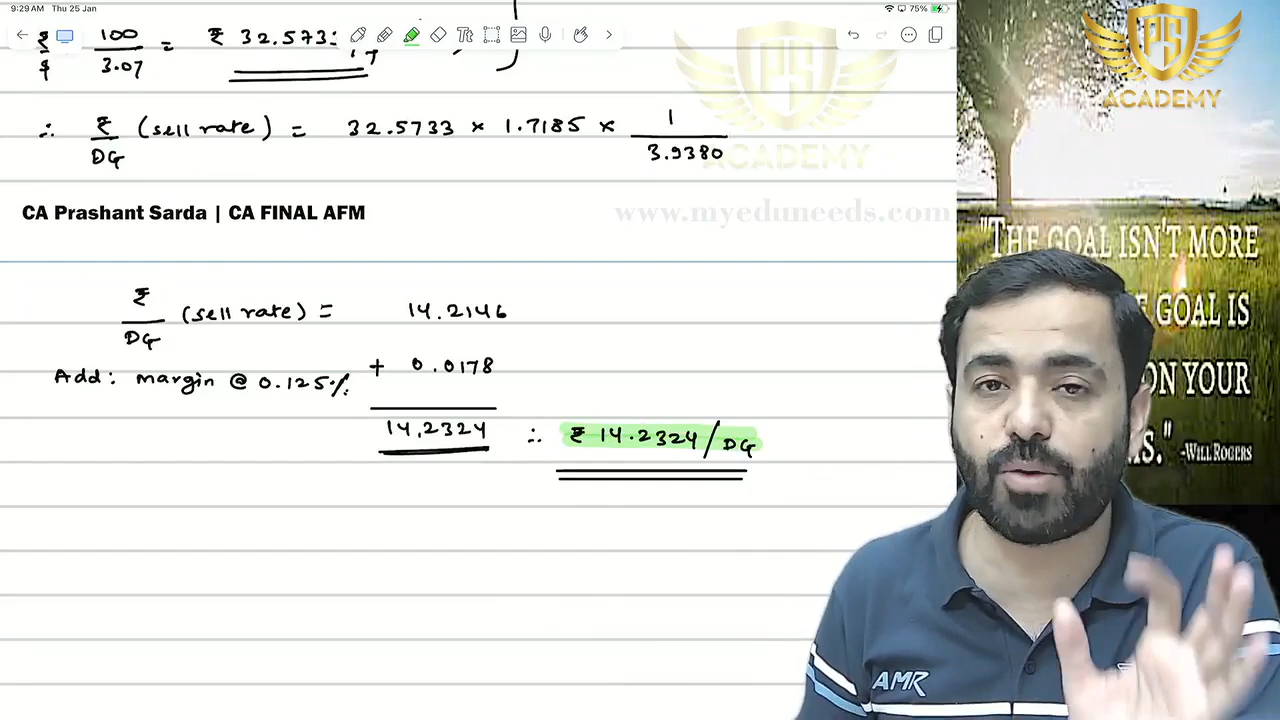 9:29 AM Thu 25 Jan
75%
₹/$ 100/3.07 = ₹ 32.573
∴ ₹/DG (sell rate) = 32.5733 × 1.7185 × 1/3.9380
PS
ACADEMY
ACADEMY
CA Prashant Sarda | CA FINAL AFM
www.myeduneeds.com
₹/DG (sell rate) = 14.2146
Add: margin @ 0.125% + 0.0178
14.2324 ∴ ₹ 14.2324/DG
"THE GOAL ISN'T MORE
GOAL IS
ON YOUR
MS." -WILL ROGERS
AMR